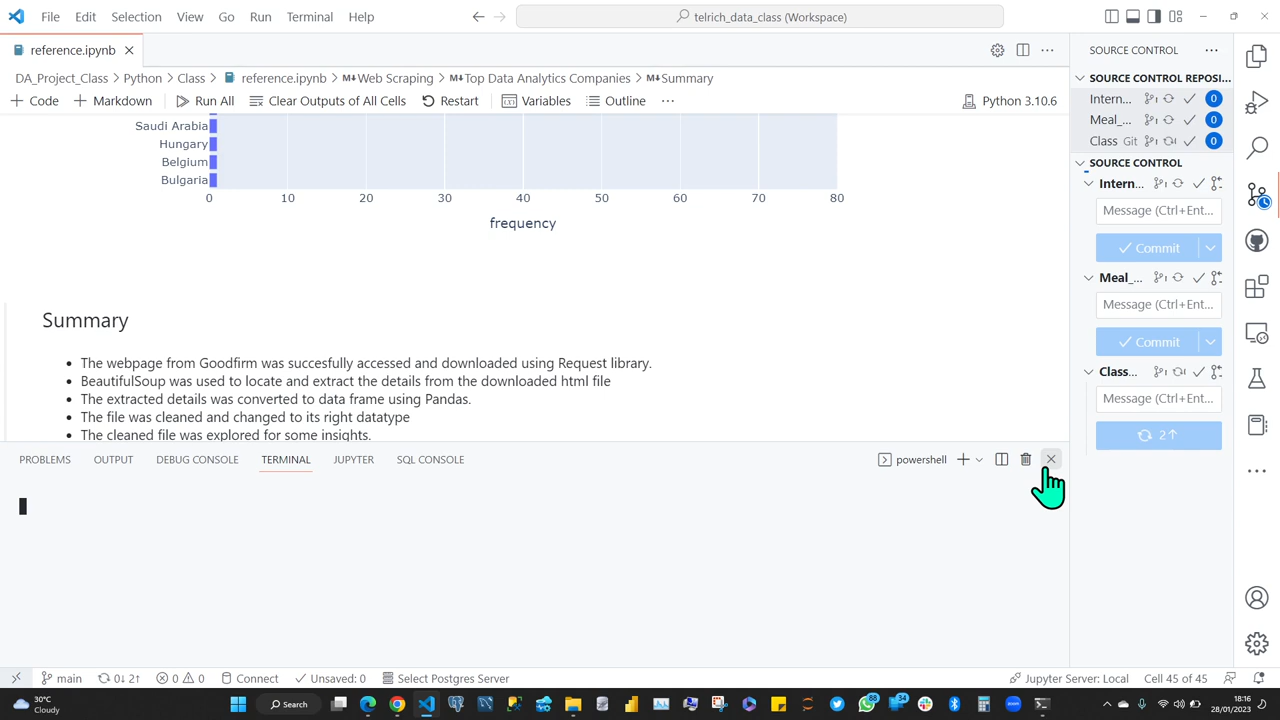 File Edit Selection View Go Run Terminal Help
telrich_data_class (Workspace)
reference.ipynb
DA_Project_Class > Python > Class > reference.ipynb > Web Scraping > Top Data Analytics Companies > Summary
+ Code + Markdown Run All Clear Outputs of All Cells Restart Variables Outline ... Python 3.10.6
Saudi Arabia
Hungary
Belgium
Bulgaria
0 10 20 30 40 50 60 70 80
frequency
Summary
• The webpage from Goodfirm was succesfully accessed and downloaded using Request library.
• BeautifulSoup was used to locate and extract the details from the downloaded html file
• The extracted details was converted to data frame using Pandas.
• The file was cleaned and changed to its right datatype
• The cleaned file was explored for some insights.
PROBLEMS OUTPUT DEBUG CONSOLE TERMINAL JUPYTER SQL CONSOLE
powershell
SOURCE CONTROL
SOURCE CONTROL REPOSI...
Intern... 0
Meal_... 0
Class Git 0
SOURCE CONTROL
Intern...
Message (Ctrl+Ent...
Commit
Meal_...
Message (Ctrl+Ent...
Commit
Class...
Message (Ctrl+Ent...
2↑
main 0↓ 2↑ 0 0 Connect Unsaved: 0 Select Postgres Server Jupyter Server: Local Cell 45 of 45
30°C
Cloudy
Search
88
34
zoom
18:16
28/01/2023